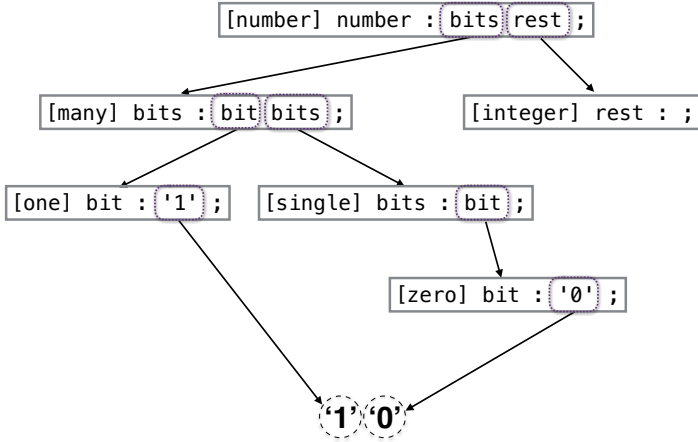 [number] number : bits rest ;
[many] bits : bit bits ;
[integer] rest : ;
[one] bit : '1' ;
[single] bits : bit ;
[zero] bit : '0' ;
‘1’ ‘0’